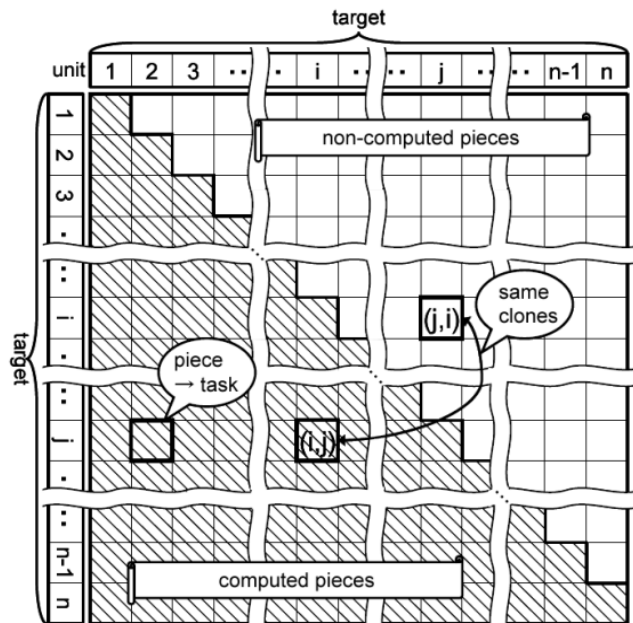 target
unit 1 2 3 ·· · i · ·· j ·· ·· n-1 n
1
non-computed pieces
2
3
·
··
same
clones
i
(j,i)
target
·
piece
→ task
··
j
(i,j)
·
··
n-1
computed pieces
n